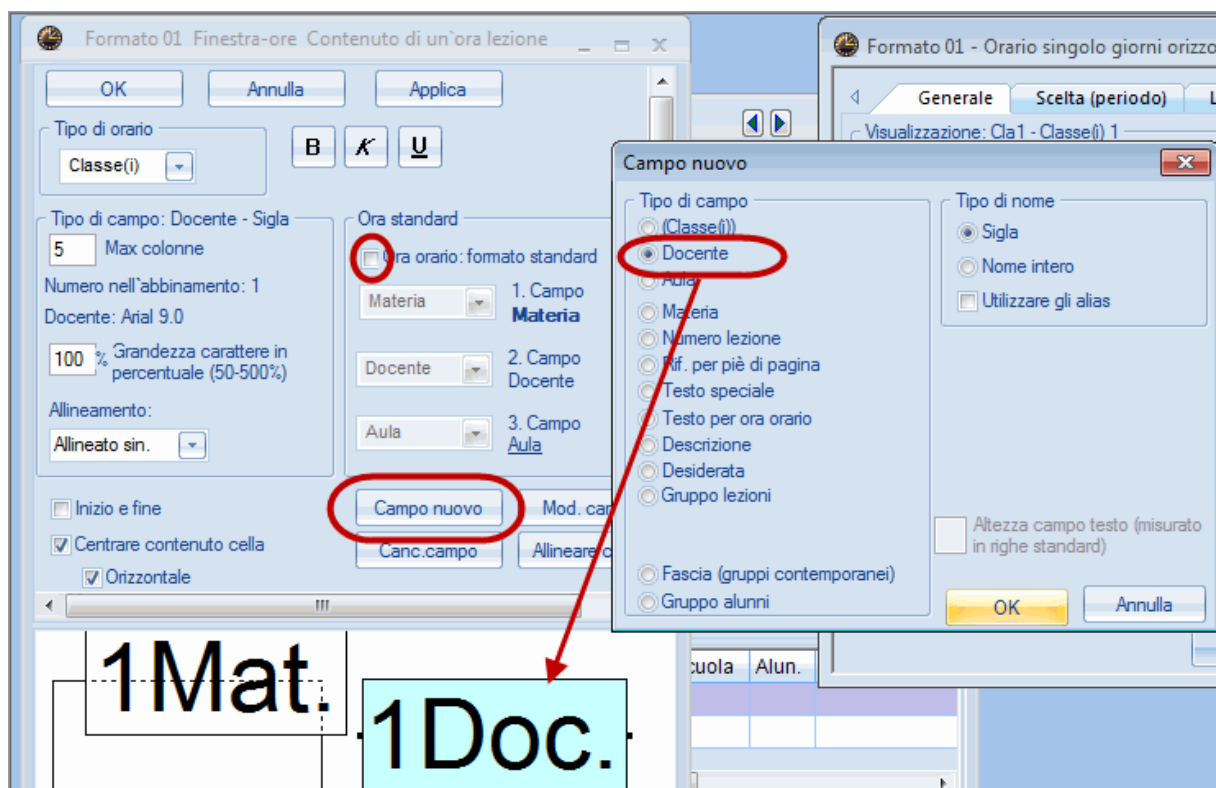 Formato 01 Finestra-ore Contenuto di un`ora lezione
OK Annulla Applica
Tipo di orario
Classe(i)
B K U
Tipo di campo: Docente - Sigla
5 Max colonne
Numero nell`abbinamento: 1
Docente: Arial 9.0
100 % Grandezza carattere in
percentuale (50-500%)
Allineamento:
Allineato sin.
Ora standard
Ora orario: formato standard
Materia 1. Campo
Materia
Docente 2. Campo
Docente
Aula 3. Campo
Aula
Inizio e fine
Centrare contenuto cella
Orizzontale
Campo nuovo Mod. car
Canc.campo Allineare c
1Mat.
1Doc.
Formato 01 - Orario singolo giorni orizzo
Generale Scelta (periodo) L
Visualizzazione: Cla1 - Classe(i) 1
Campo nuovo
Tipo di campo
(Classe(i))
Docente
Aula
Materia
Numero lezione
Rif. per piè di pagina
Testo speciale
Testo per ora orario
Descrizione
Desiderata
Gruppo lezioni
Fascia (gruppi contemporanei)
Gruppo alunni
Tipo di nome
Sigla
Nome intero
Utilizzare gli alias
Altezza campo testo (misurato
in righe standard)
OK Annulla
cuola Alun.